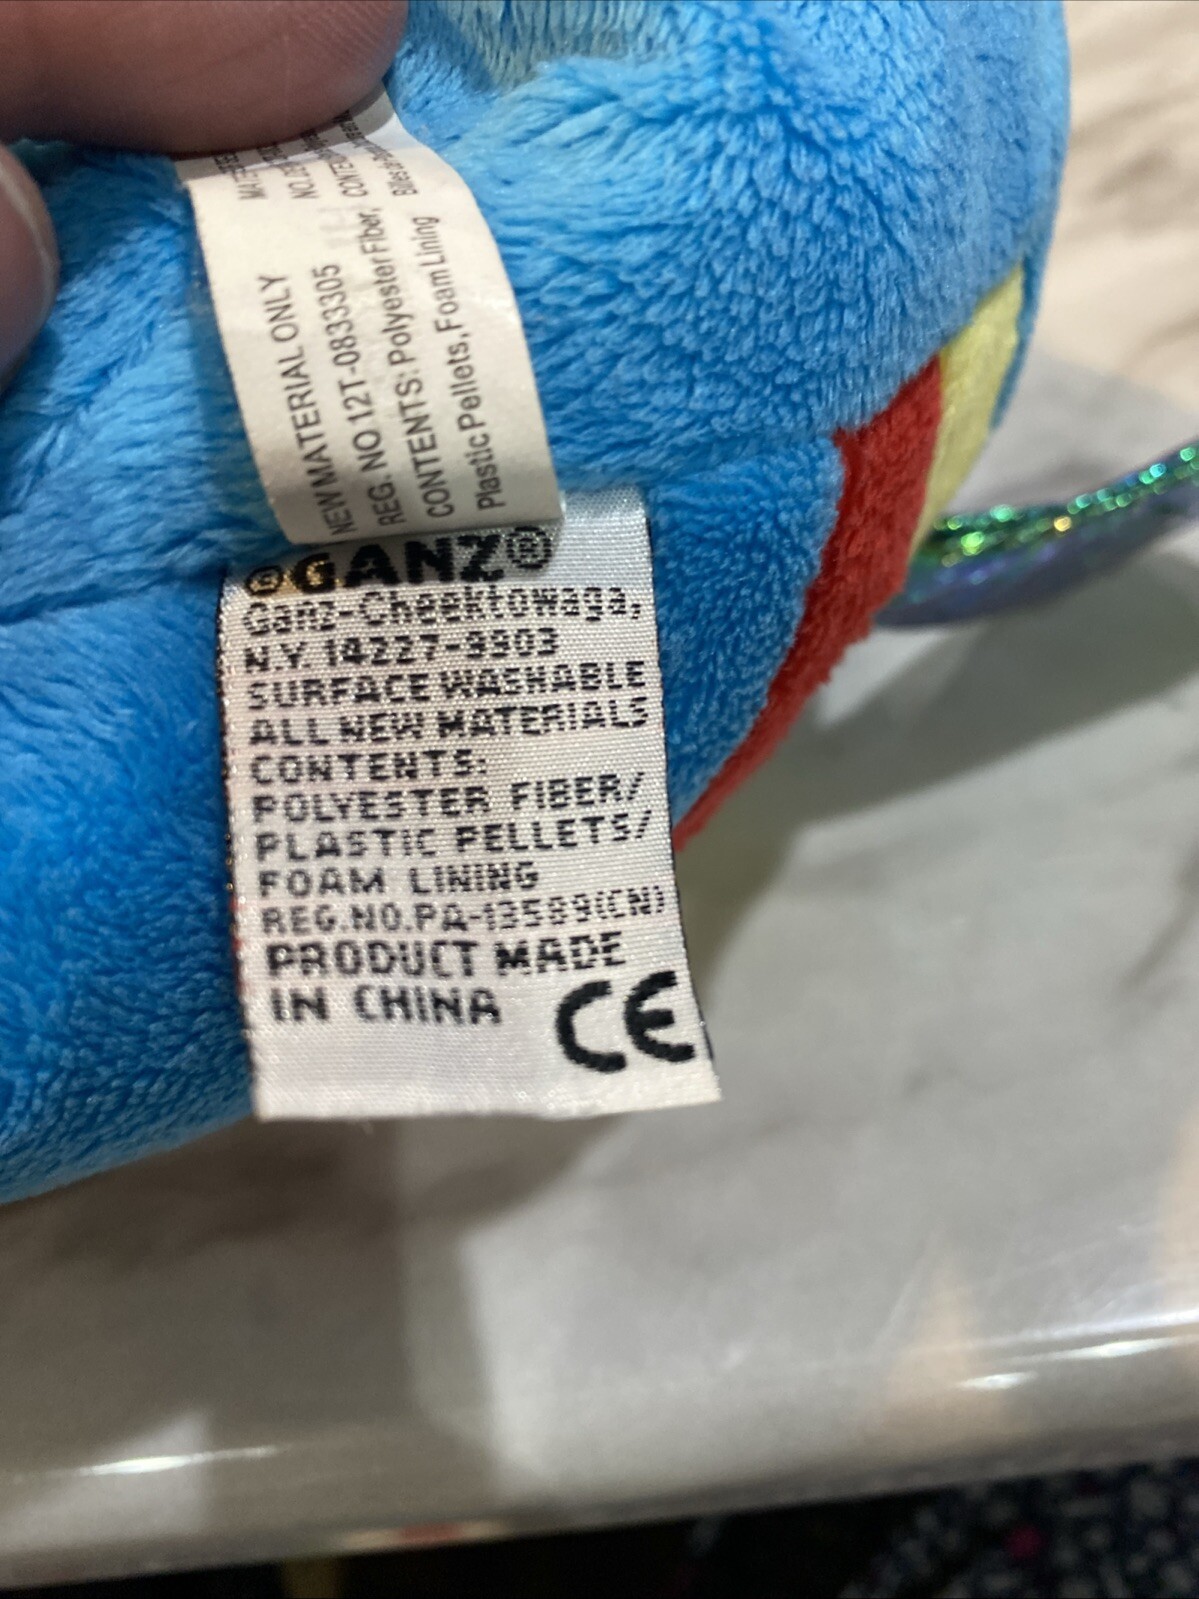 NEW MATERIAL ONLY
REG. NO 12T-0833305
CONTENTS: Polyester Fiber,
Plastic Pellets, Foam Lining
©GANZ®
Ganz-Cheektowaga,
N.Y. 14227-9903
SURFACE WASHABLE
ALL NEW MATERIALS
CONTENTS:
POLYESTER FIBER/
PLASTIC PELLETS/
FOAM LINING
REG.NO.PA-13589(CN)
PRODUCT MADE
IN CHINA
CE